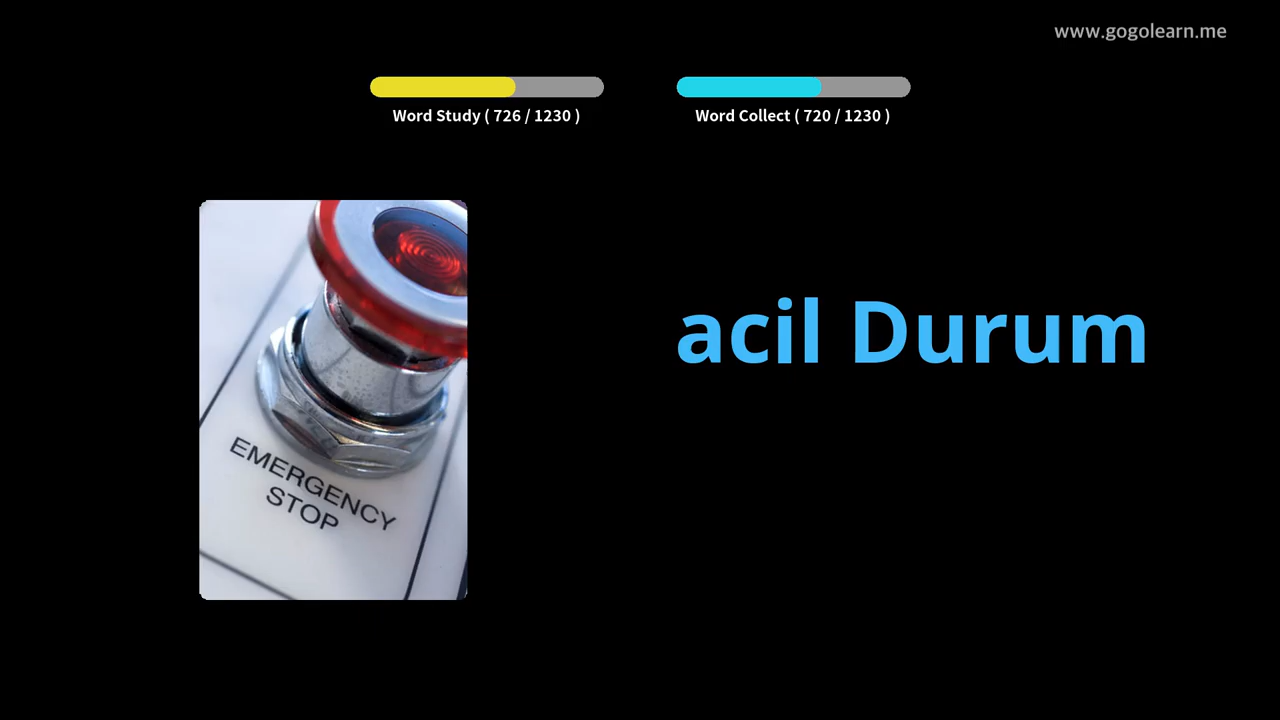 www.gogolearn.me
Word Study ( 726 / 1230 )
Word Collect ( 720 / 1230 )
acil Durum
EMERGENCY
STOP